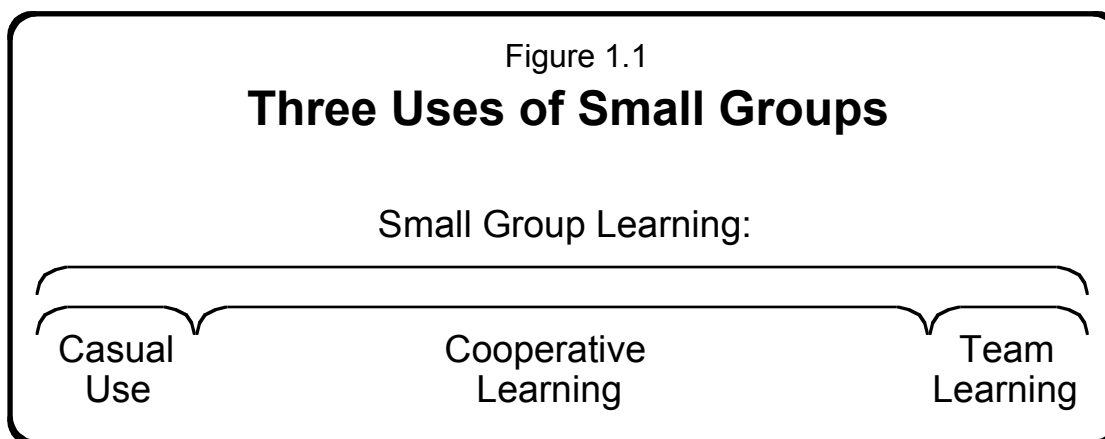 Figure 1.1
Three Uses of Small Groups
Small Group Learning:
Casual
Use
Cooperative
Learning
Team
Learning